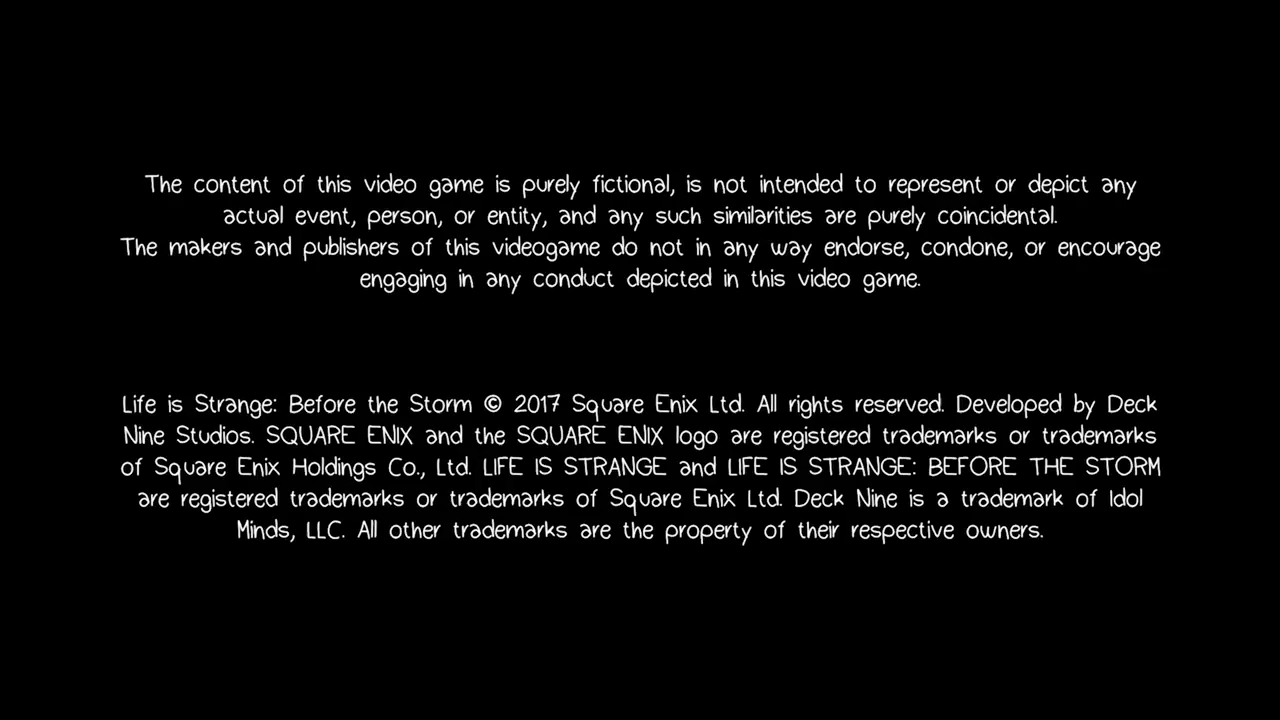 The content of this video game is purely fictional, is not intended to represent or depict any
actual event, person, or entity, and any such similarities are purely coincidental.
The makers and publishers of this videogame do not in any way endorse, condone, or encourage
engaging in any conduct depicted in this video game.
Life is Strange: Before the Storm © 2017 Square Enix Ltd. All rights reserved. Developed by Deck
Nine Studios. SQUARE ENIX and the SQUARE ENIX logo are registered trademarks or trademarks
of Square Enix Holdings Co., Ltd. LIFE IS STRANGE and LIFE IS STRANGE: BEFORE THE STORM
are registered trademarks or trademarks of Square Enix Ltd. Deck Nine is a trademark of Idol
Minds, LLC. All other trademarks are the property of their respective owners.